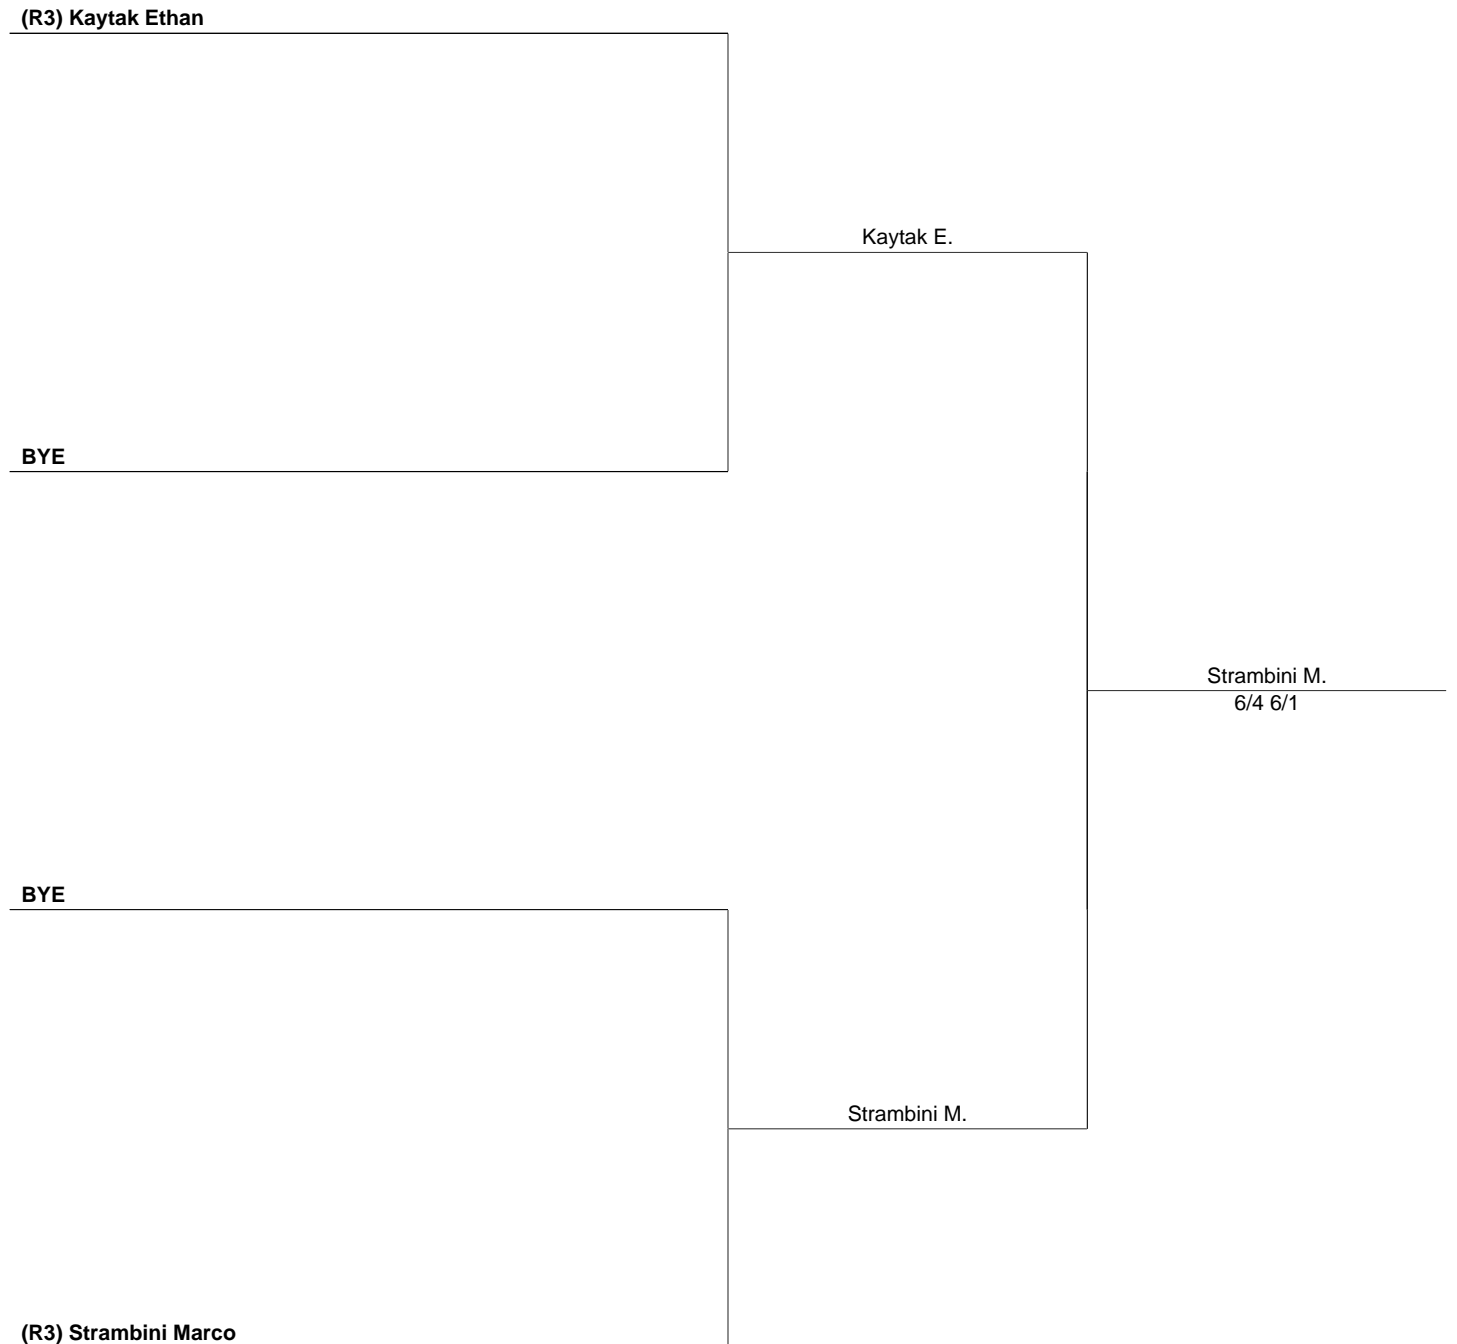 (R3) Kaytak Ethan
Kaytak E.
BYE
Strambini M.
6/4 6/1
BYE
Strambini M.
(R3) Strambini Marco